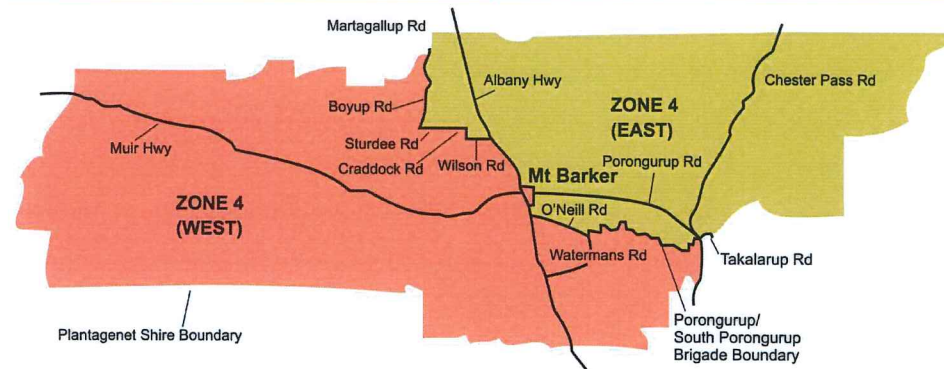 Martagallup Rd
Albany Hwy
Chester Pass Rd
Boyup Rd
ZONE 4
(EAST)
Muir Hwy
Sturdee Rd
Craddock Rd
Wilson Rd
Porongurup Rd
Mt Barker
ZONE 4
(WEST)
O'Neill Rd
Watermans Rd
Takalarup Rd
Plantagenet Shire Boundary
Porongurup/
South Porongurup
Brigade Boundary